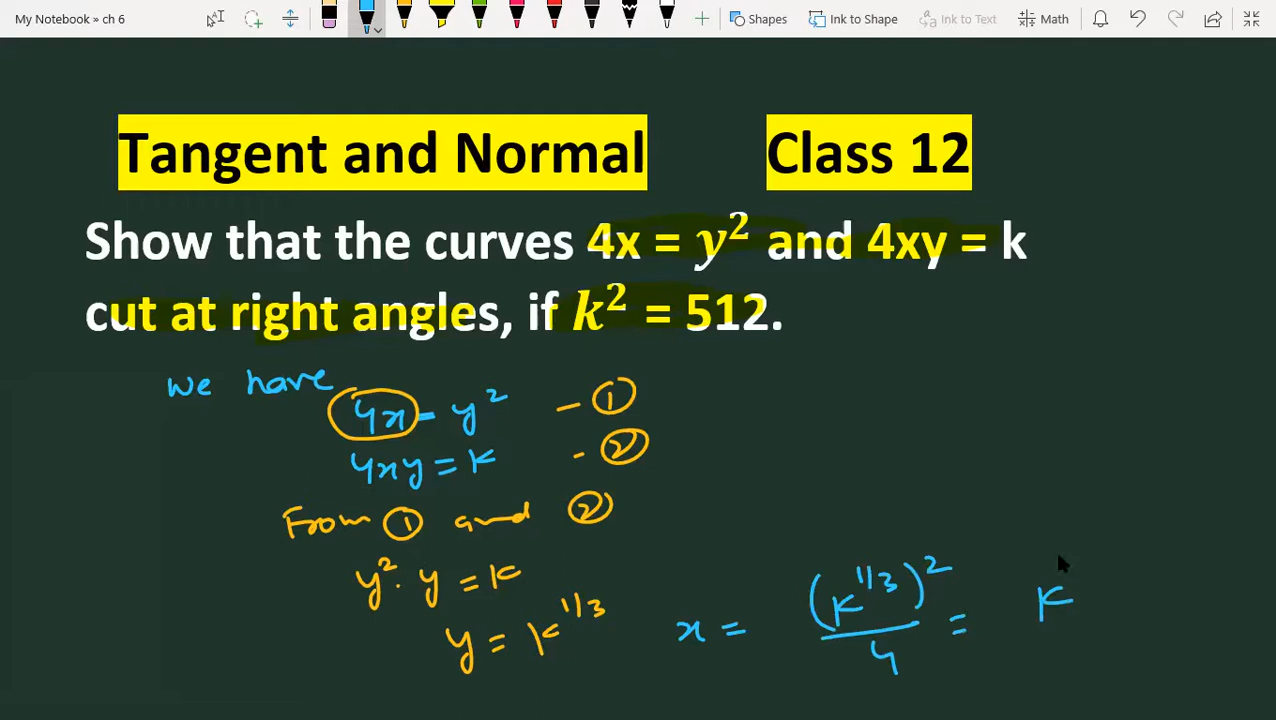 My Notebook » ch 6
Shapes Ink to Shape Ink to Text Math
Tangent and Normal Class 12
Show that the curves 4x = y² and 4xy = k
cut at right angles, if k² = 512.
we have
4x = y² - ①
4xy = k - ②
From ① and ②
y². y = k
y = k^1/3 x = (k^1/3)²/4 = k